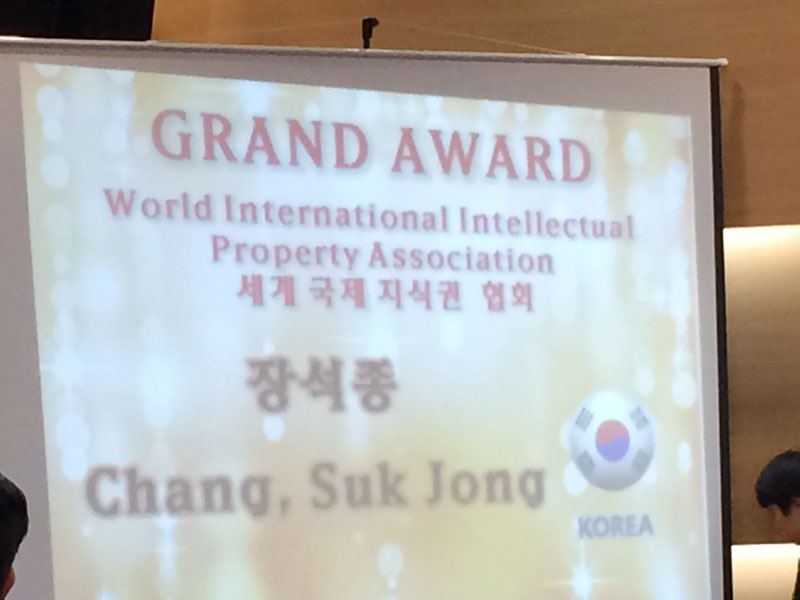 GRAND AWARD
World International Intellectual
Property Association
세계 국제 지식권 협회
장석종
Chang, Suk Jong
KOREA